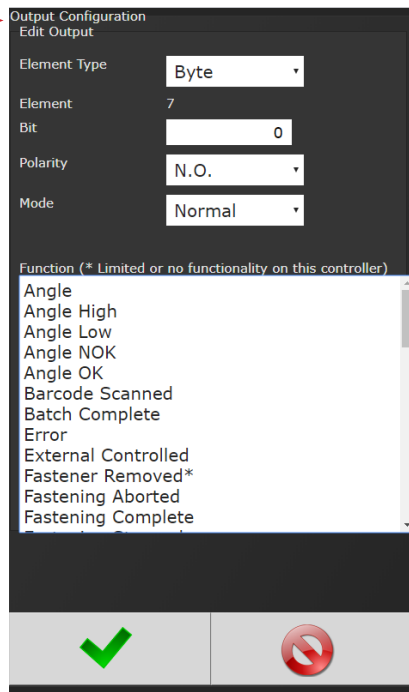 Output Configuration
Edit Output
Element Type
Byte
Element
7
Bit
0
Polarity
N.O.
Mode
Normal
Function (* Limited or no functionality on this controller)
Angle
Angle High
Angle Low
Angle NOK
Angle OK
Barcode Scanned
Batch Complete
Error
External Controlled
Fastener Removed*
Fastening Aborted
Fastening Complete